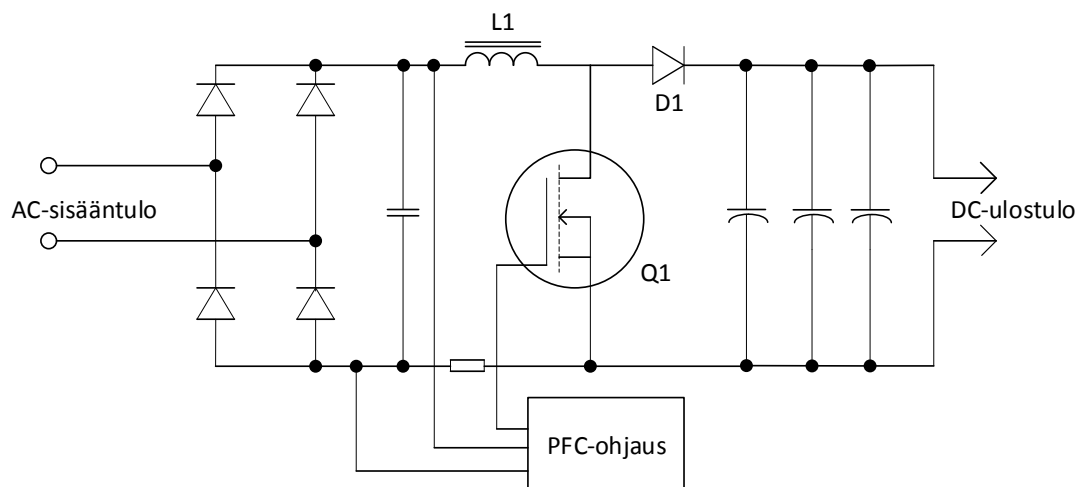 L1
D1
AC-sisääntulo
DC-ulostulo
Q1
PFC-ohjaus